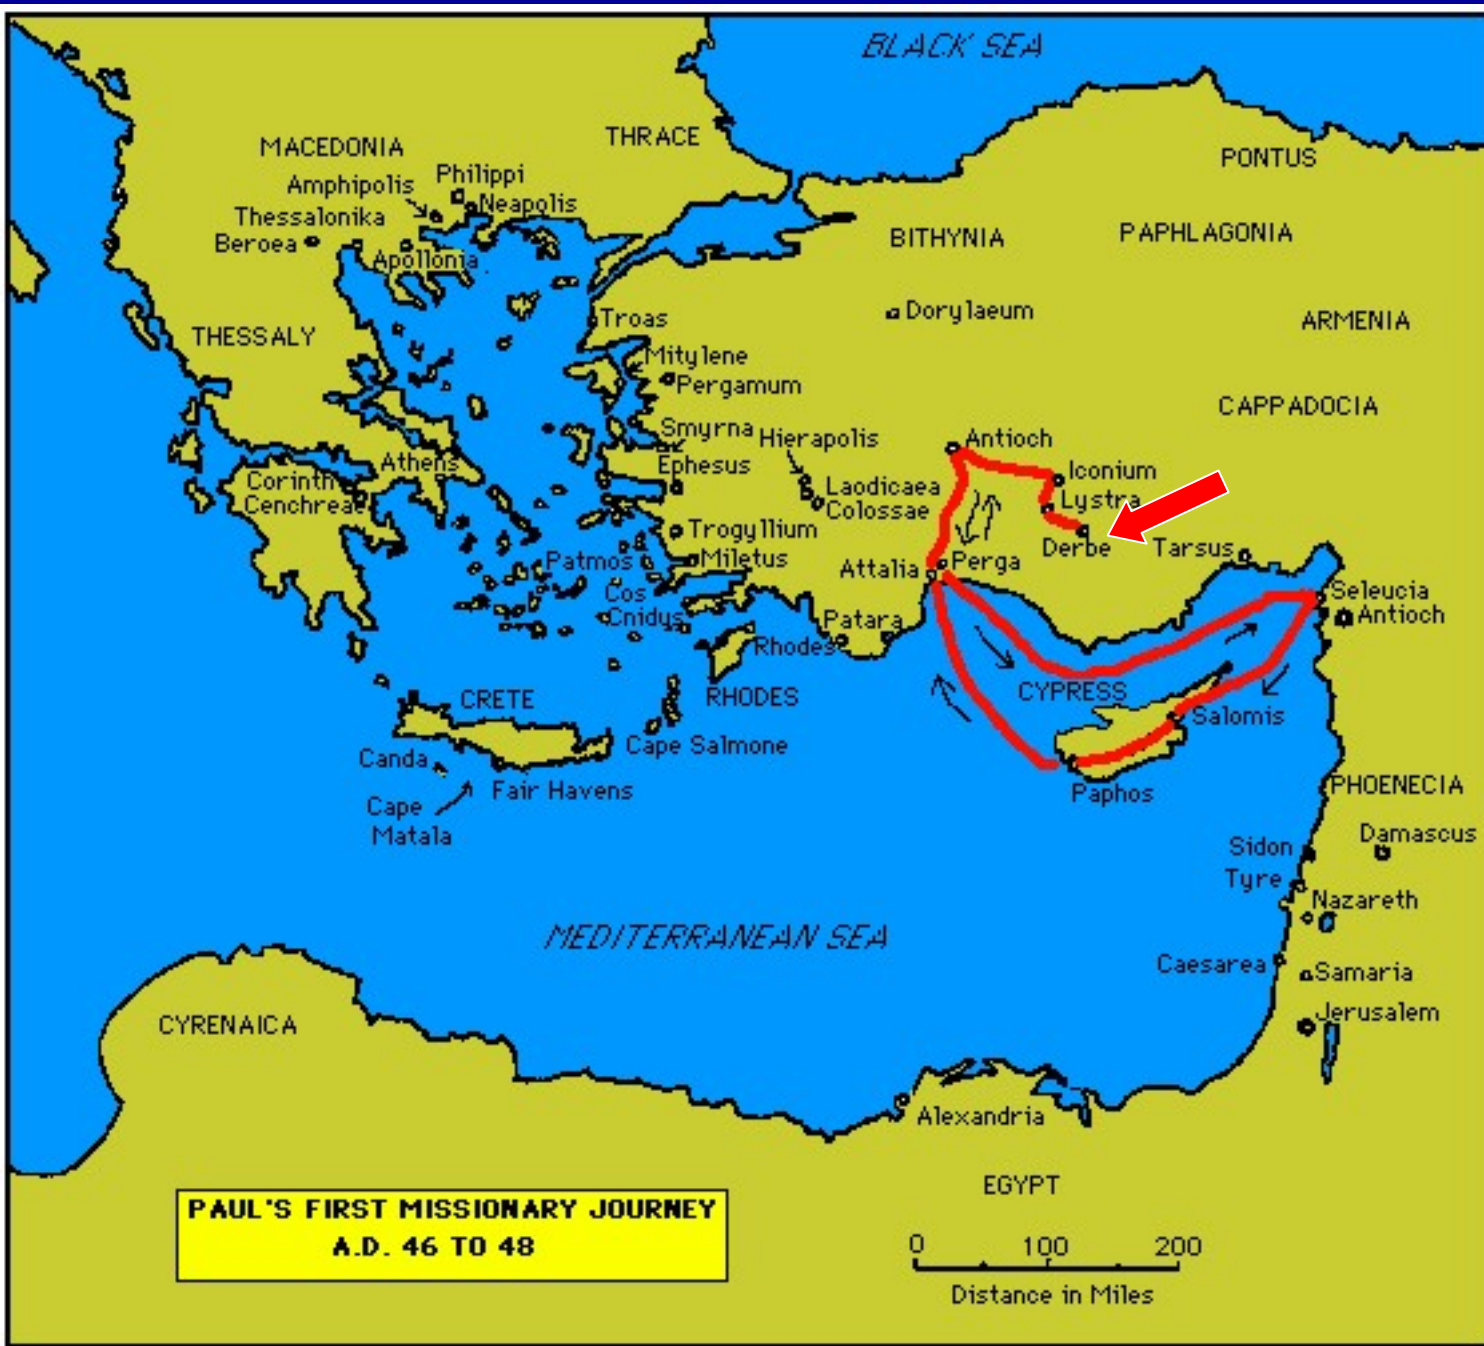 BLACK SEA
MACEDONIA
THRACE
PONTUS
Amphipolis
Philippi
Neapolis
Thessalonika
Beroea
Apollonia
BITHYNIA
PAPHLAGONIA
THESSALY
Troas
Dorylaeum
ARMENIA
Mitylene
Pergamum
CAPPADOCIA
Smyrna
Hierapolis
Antioch
Athens
Ephesus
Iconium
Corinth
Cenchreae
Laodicaea
Colossae
Lystra
Trogyllium
Derbe
Tarsus
Patmos
Miletus
Attalia
Perga
Cos
Cnidus
Seleucia
Antioch
Patara
Rhodes
CRETE
RHODES
CYPRESS
Salomis
Canda
Cape Salmone
Fair Havens
Paphos
PHOENECIA
Cape
Matala
Sidon
Damascus
Tyre
Nazareth
MEDITERRANEAN SEA
Caesarea
Samaria
CYRENAICA
Jerusalem
Alexandria
EGYPT
PAUL'S FIRST MISSIONARY JOURNEY
A.D. 46 TO 48
0 100 200
Distance in Miles